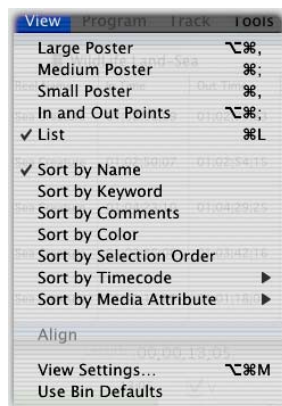 View Program Track Tools
Large Poster ⌥⌘,
Medium Poster ⌘;
Small Poster ⌘,
In and Out Points ⌥⌘;
✓ List ⌘L
✓ Sort by Name
Sort by Keyword
Sort by Comments
Sort by Color
Sort by Selection Order
Sort by Timecode ▶
Sort by Media Attribute ▶
Align
View Settings... ⌥⌘M
Use Bin Defaults